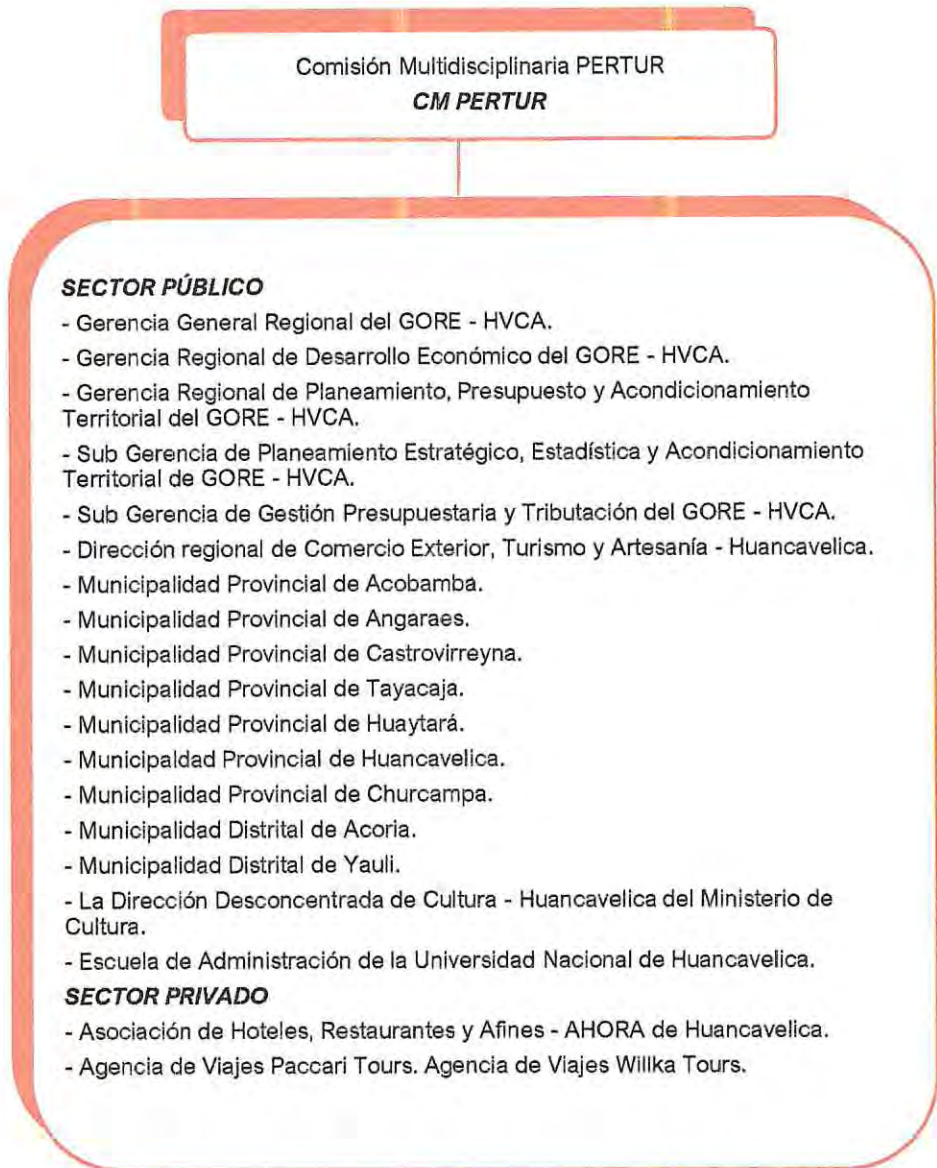 Comisión Multidisciplinaria PERTUR
CM PERTUR
SECTOR PÚBLICO
- Gerencia General Regional del GORE - HVCA.
- Gerencia Regional de Desarrollo Económico del GORE - HVCA.
- Gerencia Regional de Planeamiento, Presupuesto y Acondicionamiento
Territorial del GORE - HVCA.
- Sub Gerencia de Planeamiento Estratégico, Estadística y Acondicionamiento
Territorial de GORE - HVCA.
- Sub Gerencia de Gestión Presupuestaria y Tributación del GORE - HVCA.
- Dirección regional de Comercio Exterior, Turismo y Artesanía - Huancavelica.
- Municipalidad Provincial de Acobamba.
- Municipalidad Provincial de Angaraes.
- Municipalidad Provincial de Castrovirreyna.
- Municipalidad Provincial de Tayacaja.
- Municipalidad Provincial de Huaytará.
- Municipaldad Provincial de Huancavelica.
- Municipalidad Provincial de Churcampa.
- Municipalidad Distrital de Acoria.
- Municipalidad Distrital de Yauli.
- La Dirección Desconcentrada de Cultura - Huancavelica del Ministerio de
Cultura.
- Escuela de Administración de la Universidad Nacional de Huancavelica.
SECTOR PRIVADO
- Asociación de Hoteles, Restaurantes y Afines - AHORA de Huancavelica.
- Agencia de Viajes Paccari Tours. Agencia de Viajes Willka Tours.